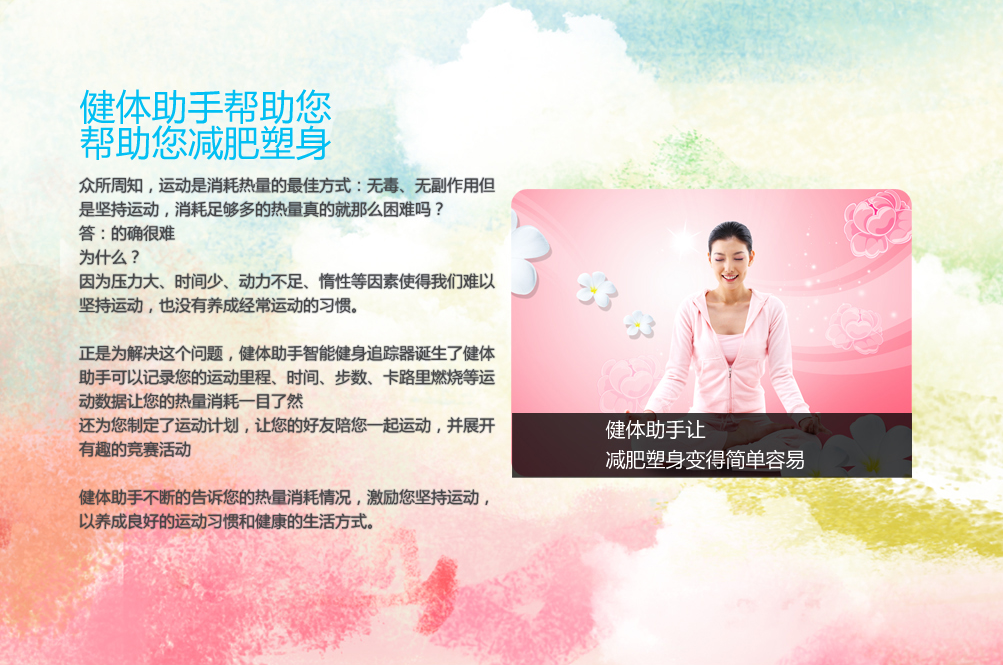 健体助手帮助您
帮助您减肥塑身
众所周知，运动是消耗热量的最佳方式：无毒、无副作用但
是坚持运动，消耗足够多的热量真的就那么困难吗？
答：的确很难
为什么？
因为压力大、时间少、动力不足、惰性等因素使得我们难以
坚持运动，也没有养成经常运动的习惯。
正是为解决这个问题，健体助手智能健身追踪器诞生了健体
助手可以记录您的运动里程、时间、步数、卡路里燃烧等运
动数据让您的热量消耗一目了然
还为您制定了运动计划，让您的好友陪您一起运动，并展开
有趣的竞赛活动
健体助手不断的告诉您的热量消耗情况，激励您坚持运动，
以养成良好的运动习惯和健康的生活方式。
健体助手让
减肥塑身变得简单容易